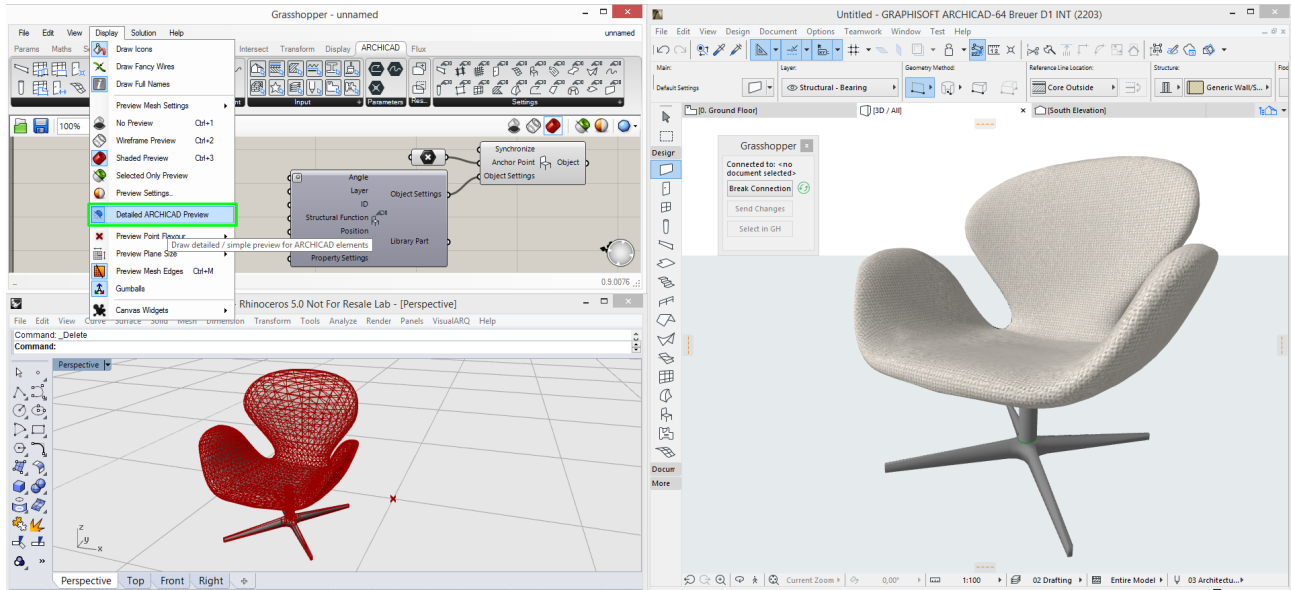 Grasshopper - unnamed
File Edit View Display Solution Help unnamed
Params Maths S Intersect Transform Display ARCHICAD Flux
Draw Icons
Draw Fancy Wires
Draw Full Names
Input Parameters Res... Settings
Preview Mesh Settings
100%
No Preview Ctrl+1
Wireframe Preview Ctrl+2
Shaded Preview Ctrl+3
Selected Only Preview
Preview Settings...
Detailed ARCHICAD Preview
Preview Point Flavour
Draw detailed / simple preview for ARCHICAD elements
Preview Plane Size
Preview Mesh Edges Ctrl+M
Gumballs
Canvas Widgets
Synchronize
Anchor Point
Object Settings
Object
Angle
Layer
ID
Structural Function
Position
Property Settings
Object Settings
Library Part
0.9.0076
- Rhinoceros 5.0 Not For Resale Lab - [Perspective]
File Edit View Curve Surface Solid Mesh Dimension Transform Tools Analyze Render Panels VisualARQ Help
Command: _Delete
Command:
Perspective
z
y
x
Perspective Top Front Right
Untitled - GRAPHISOFT ARCHICAD-64 Breuer D1 INT (2203)
File Edit View Design Document Options Teamwork Window Test Help
Main: Layer: Geometry Method: Reference Line Location: Structure: Floo
Default Settings Structural - Bearing Core Outside Generic Wall/S...
[0. Ground Floor] [3D / All] [South Elevation]
Desigr
Docum
More
Grasshopper
Connected to: <no
document selected>
Break Connection
Send Changes
Select in GH
Current Zoom 0,00° 1:100 02 Drafting Entire Model 03 Architectu...